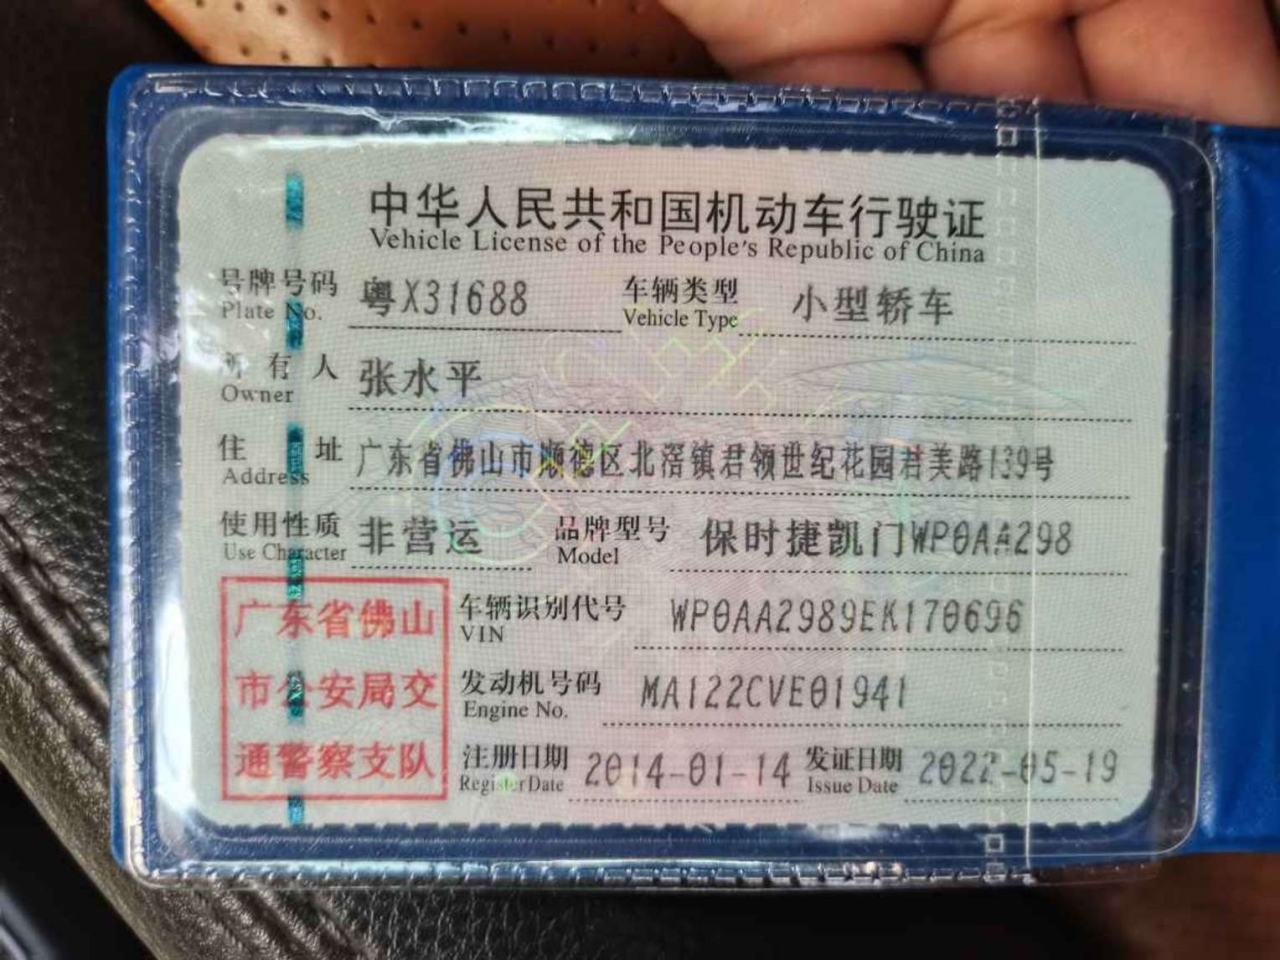 中华人民共和国机动车行驶证
Vehicle License of the People's Republic of China
号牌号码 粤X31688 车辆类型 小型轿车
Plate No. Vehicle Type
所有人 张水平
Owner
住址 广东省佛山市顺德区北滘镇君领世纪花园君美路139号
Address
使用性质 非营运 品牌型号 保时捷凯门WP0AA298
Use Character Model
广东省佛山市公安局交通警察支队
车辆识别代号 WP0AA2989EK170696
VIN
发动机号码 MA122CVE01941
Engine No.
注册日期 2014-01-14 发证日期 2022-05-19
Register Date Issue Date